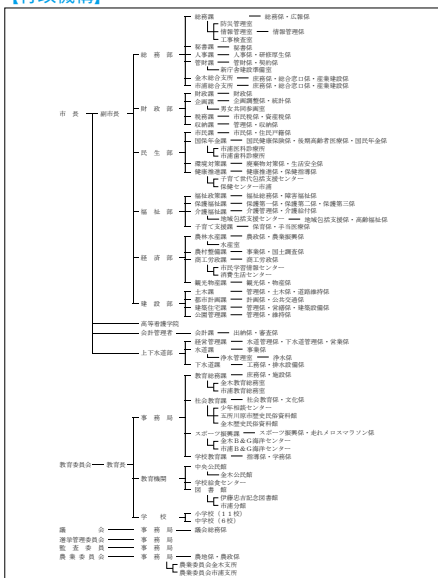 【行政機構】
総務課 総務係・広報係
防災管理室
情報管理室 情報管理係
工事検査室
秘書課 秘書係
総務部 人事課 人事係・研修厚生係
管財課 管財係・契約係
新庁舎建設準備室
金木総合支所 庶務係・総合窓口係・産業建設係
市浦総合支所 庶務係・総合窓口係・産業建設係
市長 副市長
財政課 財政係
企画課 企画調整係・統計係
財政部 男女共同参画室
税務課 市民税係・資産税係
収納課 管理係・収納係
市民課 市民係・住民戸籍係
国保年金課 国民健康保険係・後期高齢者医療係・国民年金係
市浦医科診療所
民生部 市浦歯科診療所
環境対策課 廃棄物対策係・生活安全係
健康推進課 健康推進係・保健指導係
子育て世代包括支援センター
保健センター市浦
福祉政策課 福祉総務係・障害福祉係
保護福祉課 保護第一係・保護第二係・保護第三係
福祉部 介護福祉課 介護管理係・介護給付係
地域包括支援センター 地域包括支援係・高齢福祉係
子育て支援課 保育係・子ども医療係
農林水産課 農政係・農業振興係
水産室
農村整備課 事業係・国土調査係
経済部 商工労政課 商工労政係
市民学習情報センター
消費生活センター
観光物産課 観光係・物産係
土木課 管理係・土木係・道路維持係
建設部 都市計画課 計画係・公共交通係
建築住宅課 管理係・営繕係・建築設備係
公園管理課 管理係・維持係
高等看護学院
会計管理者 会計課 出納係・審査係
経営管理課 水道管理係・下水道管理係・営業係
上下水道部 水道課 事業係
浄水管理室 浄水係
下水道課 工務係・排水設備係
教育総務課 庶務係・施設係
金木教育総務室
市浦教育総務室
社会教育課 社会教育係・文化係
少年相談センター
事務局 五所川原市歴史民俗資料館
金木歴史民俗資料館
スポーツ振興課 スポーツ振興係・走れメロスマラソン係
金木B&G海洋センター
市浦B&G海洋センター
学校教育課 指導係・学務係
教育委員会 教育長
中央公民館
金木公民館
教育機関 学校給食センター
図書館
伊藤忠吉記念図書館
市浦分館
学校 小学校(11校)
中学校(6校)
議会 事務局 議会総務係
選挙管理委員会 事務局
監査委員 事務局
農業委員会 事務局 農地係・農政係
農業委員会金木支所
農業委員会市浦支所